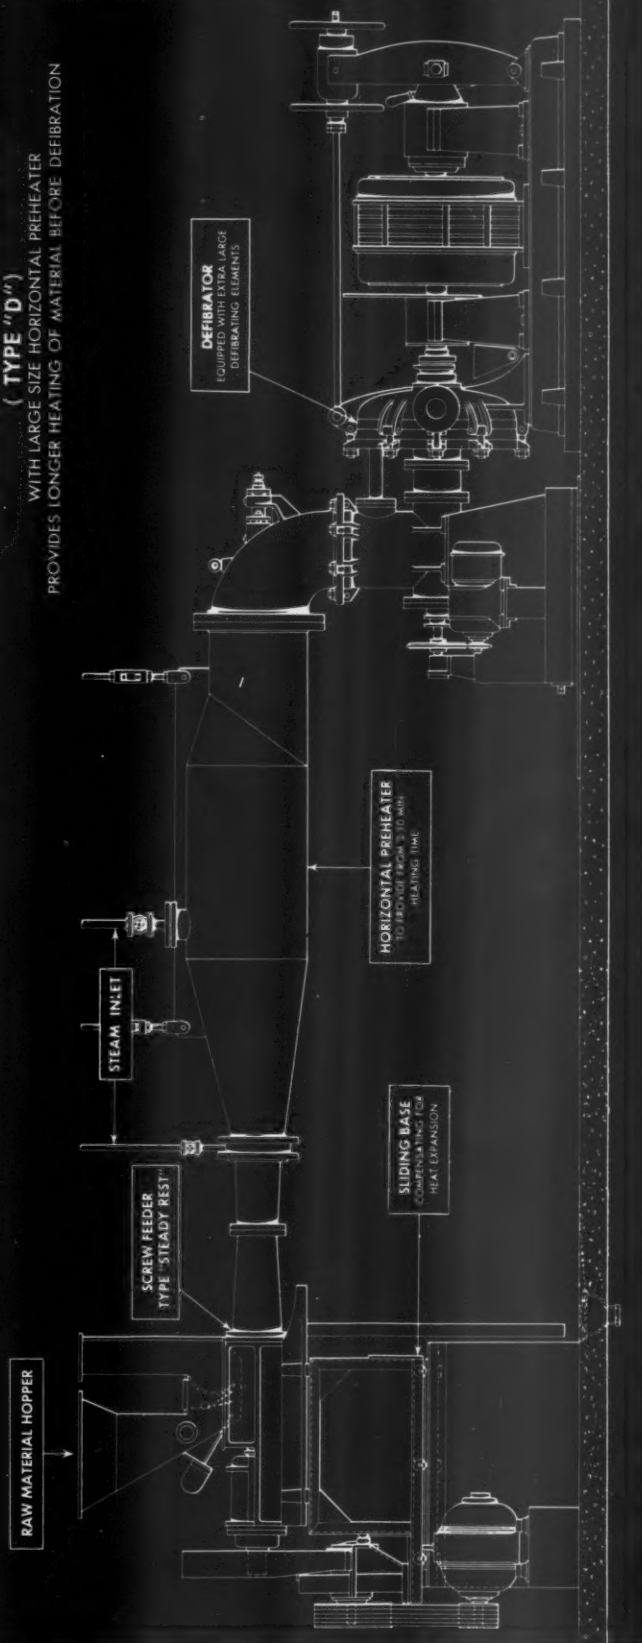 ( TYPE "D")
WITH LARGE SIZE HORIZONTAL PREHEATER
PROVIDES LONGER HEATING OF MATERIAL BEFORE DEFIBRATION
RAW MATERIAL HOPPER
SCREW FEEDER
TYPE "STEADY REST"
STEAM INLET
DEFIBRATOR
EQUIPPED WITH EXTRA LARGE
DEFIBRATING ELEMENTS
SLIDING BASE
COMPENSATING FOR
HEAT EXPANSION
HORIZONTAL PREHEATER
TO PROVIDE FROM 10 MIN
HEATING TIME